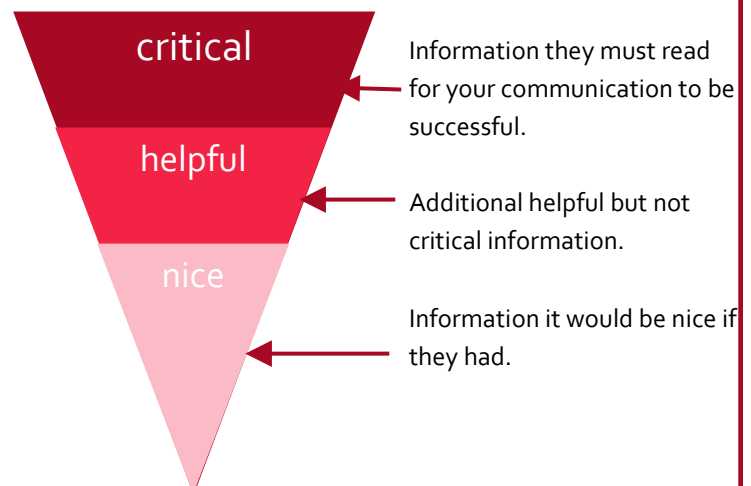 critical
Information they must read
for your communication to be
successful.
helpful
Additional helpful but not
critical information.
nice
Information it would be nice if
they had.